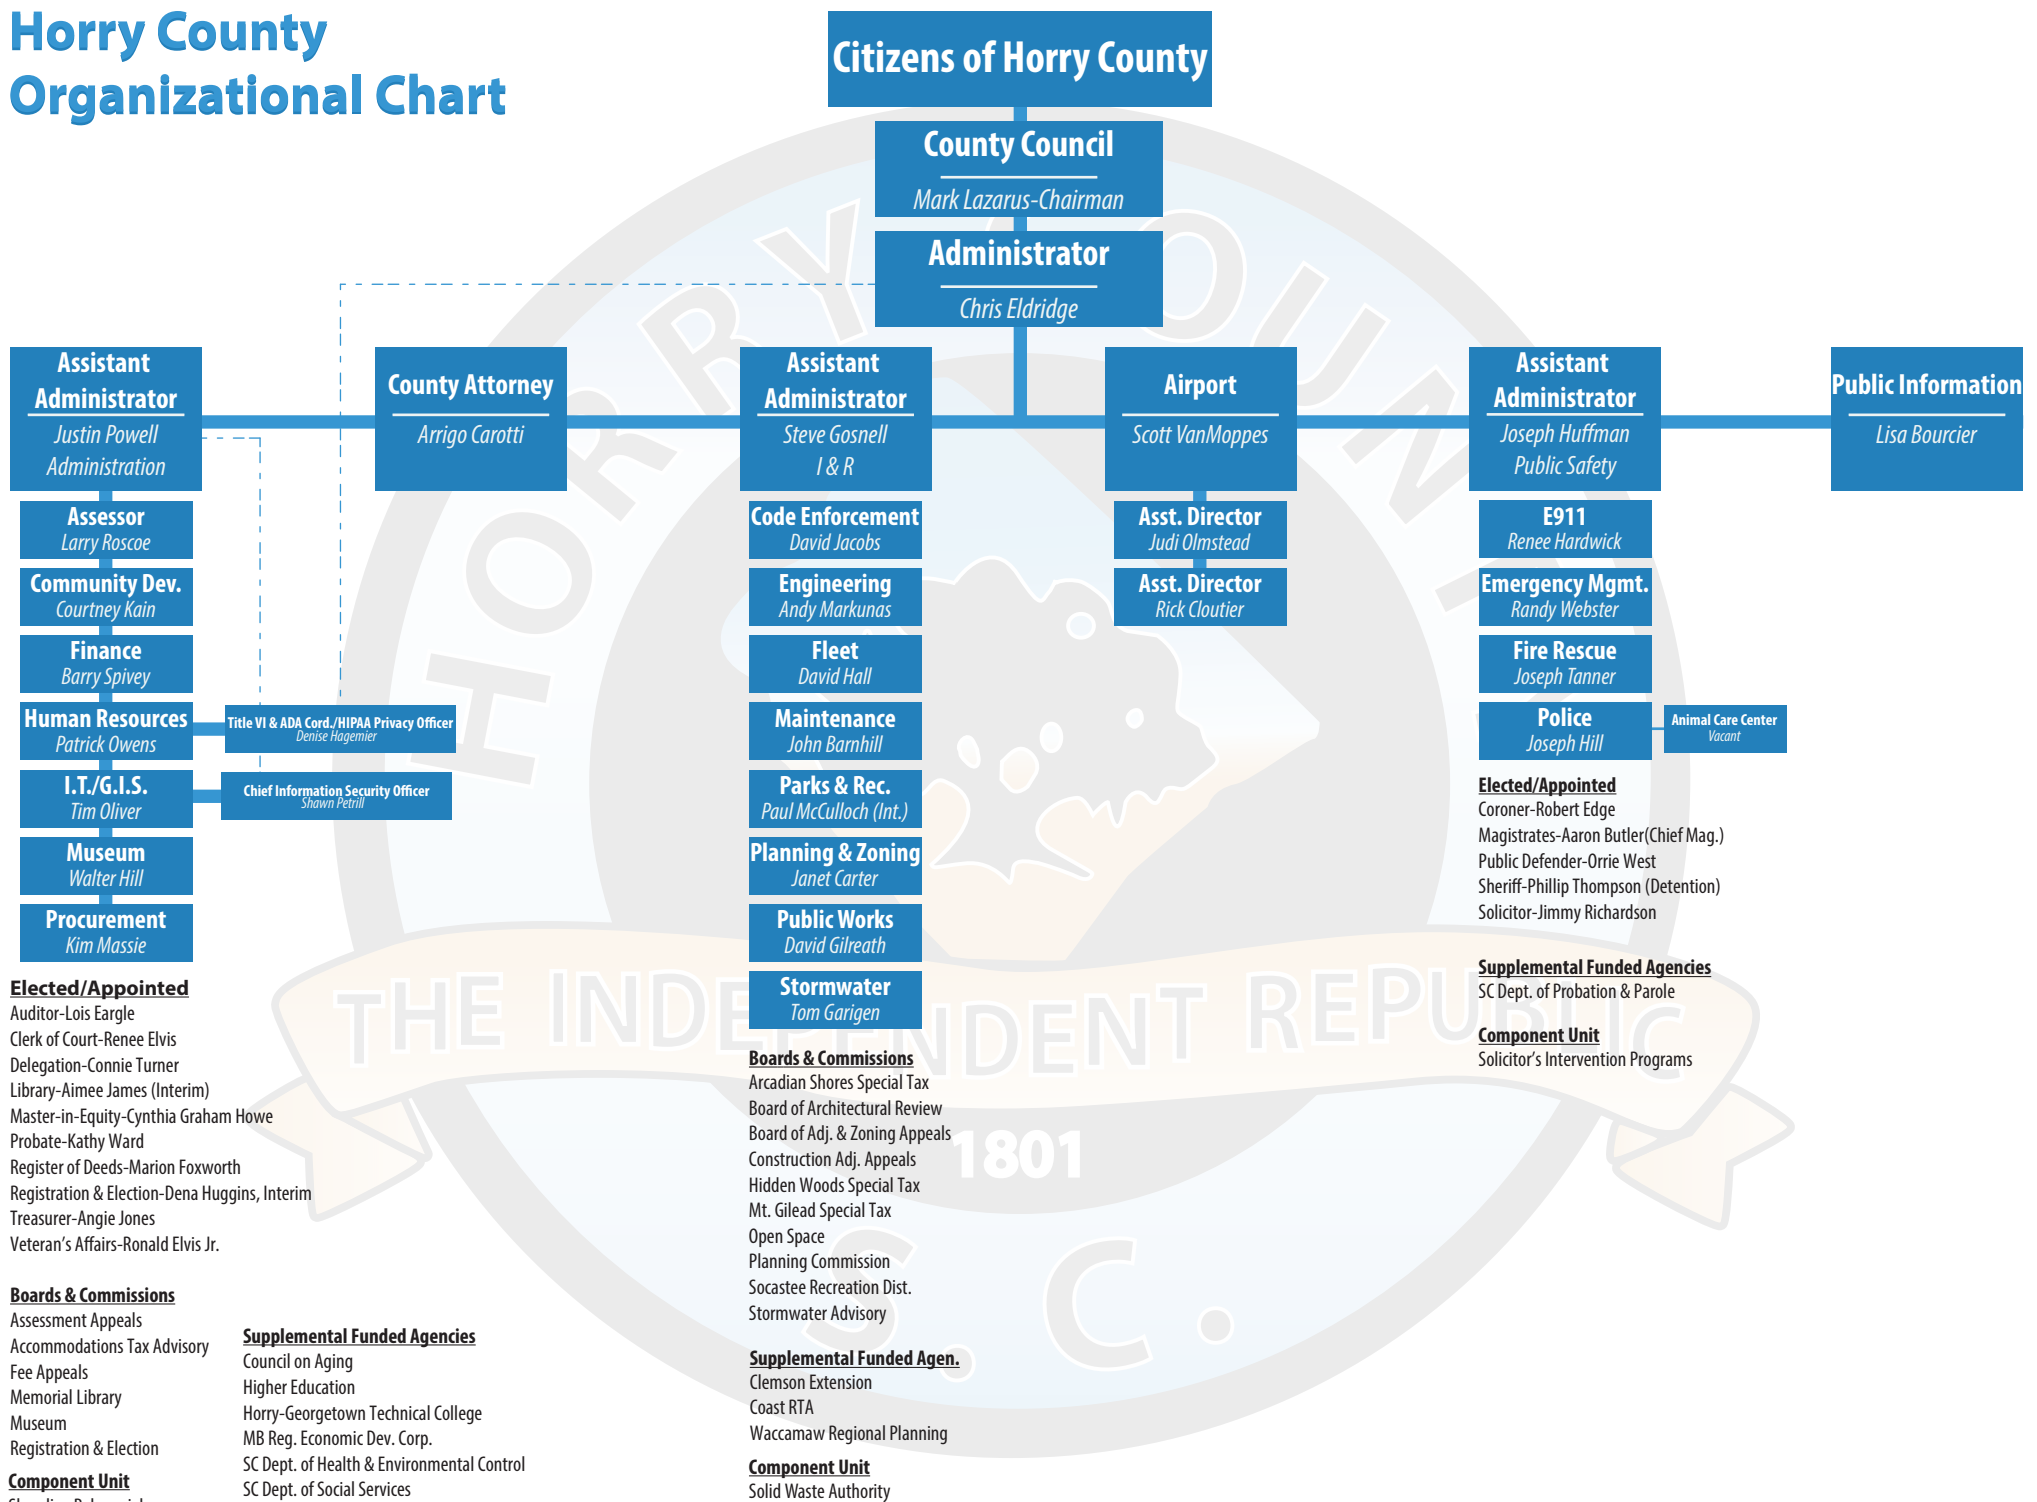 Horry County
Organizational Chart
Citizens of Horry County
County Council
Mark Lazarus-Chairman
Administrator
Chris Eldridge
Assistant
Administrator
Justin Powell
Administration
County Attorney
Arrigo Carotti
Assistant
Administrator
Steve Gosnell
I & R
Airport
Scott VanMoppes
Assistant
Administrator
Joseph Huffman
Public Safety
Public Information
Lisa Bourcier
Assessor
Larry Roscoe
Community Dev.
Courtney Kain
Finance
Barry Spivey
Human Resources
Patrick Owens
Title VI & ADA Cord./HIPAA Privacy Officer
Denise Hagemier
I.T./G.I.S.
Tim Oliver
Chief Information Security Officer
Shawn Petrill
Museum
Walter Hill
Procurement
Kim Massie
Elected/Appointed
Auditor-Lois Eargle
Clerk of Court-Renee Elvis
Delegation-Connie Turner
Library-Aimee James (Interim)
Master-in-Equity-Cynthia Graham Howe
Probate-Kathy Ward
Register of Deeds-Marion Foxworth
Registration & Election-Dena Huggins, Interim
Treasurer-Angie Jones
Veteran's Affairs-Ronald Elvis Jr.
Boards & Commissions
Assessment Appeals
Accommodations Tax Advisory
Fee Appeals
Memorial Library
Museum
Registration & Election
Component Unit
Supplemental Funded Agencies
Council on Aging
Higher Education
Horry-Georgetown Technical College
MB Reg. Economic Dev. Corp.
SC Dept. of Health & Environmental Control
SC Dept. of Social Services
Code Enforcement
David Jacobs
Engineering
Andy Markunas
Fleet
David Hall
Maintenance
John Barnhill
Parks & Rec.
Paul McCulloch (Int.)
Planning & Zoning
Janet Carter
Public Works
David Gilreath
Stormwater
Tom Garigen
Boards & Commissions
Arcadian Shores Special Tax
Board of Architectural Review
Board of Adj. & Zoning Appeals
Construction Adj. Appeals
Hidden Woods Special Tax
Mt. Gilead Special Tax
Open Space
Planning Commission
Socastee Recreation Dist.
Stormwater Advisory
Supplemental Funded Agen.
Clemson Extension
Coast RTA
Waccamaw Regional Planning
Component Unit
Solid Waste Authority
Asst. Director
Judi Olmstead
Asst. Director
Rick Cloutier
E911
Renee Hardwick
Emergency Mgmt.
Randy Webster
Fire Rescue
Joseph Tanner
Police
Joseph Hill
Animal Care Center
Vacant
Elected/Appointed
Coroner-Robert Edge
Magistrates-Aaron Butler(Chief Mag.)
Public Defender-Orrie West
Sheriff-Phillip Thompson (Detention)
Solicitor-Jimmy Richardson
Supplemental Funded Agencies
SC Dept. of Probation & Parole
Component Unit
Solicitor's Intervention Programs
HORRY COUNTY
THE INDEPENDENT REPUBLIC
1801
S. C.